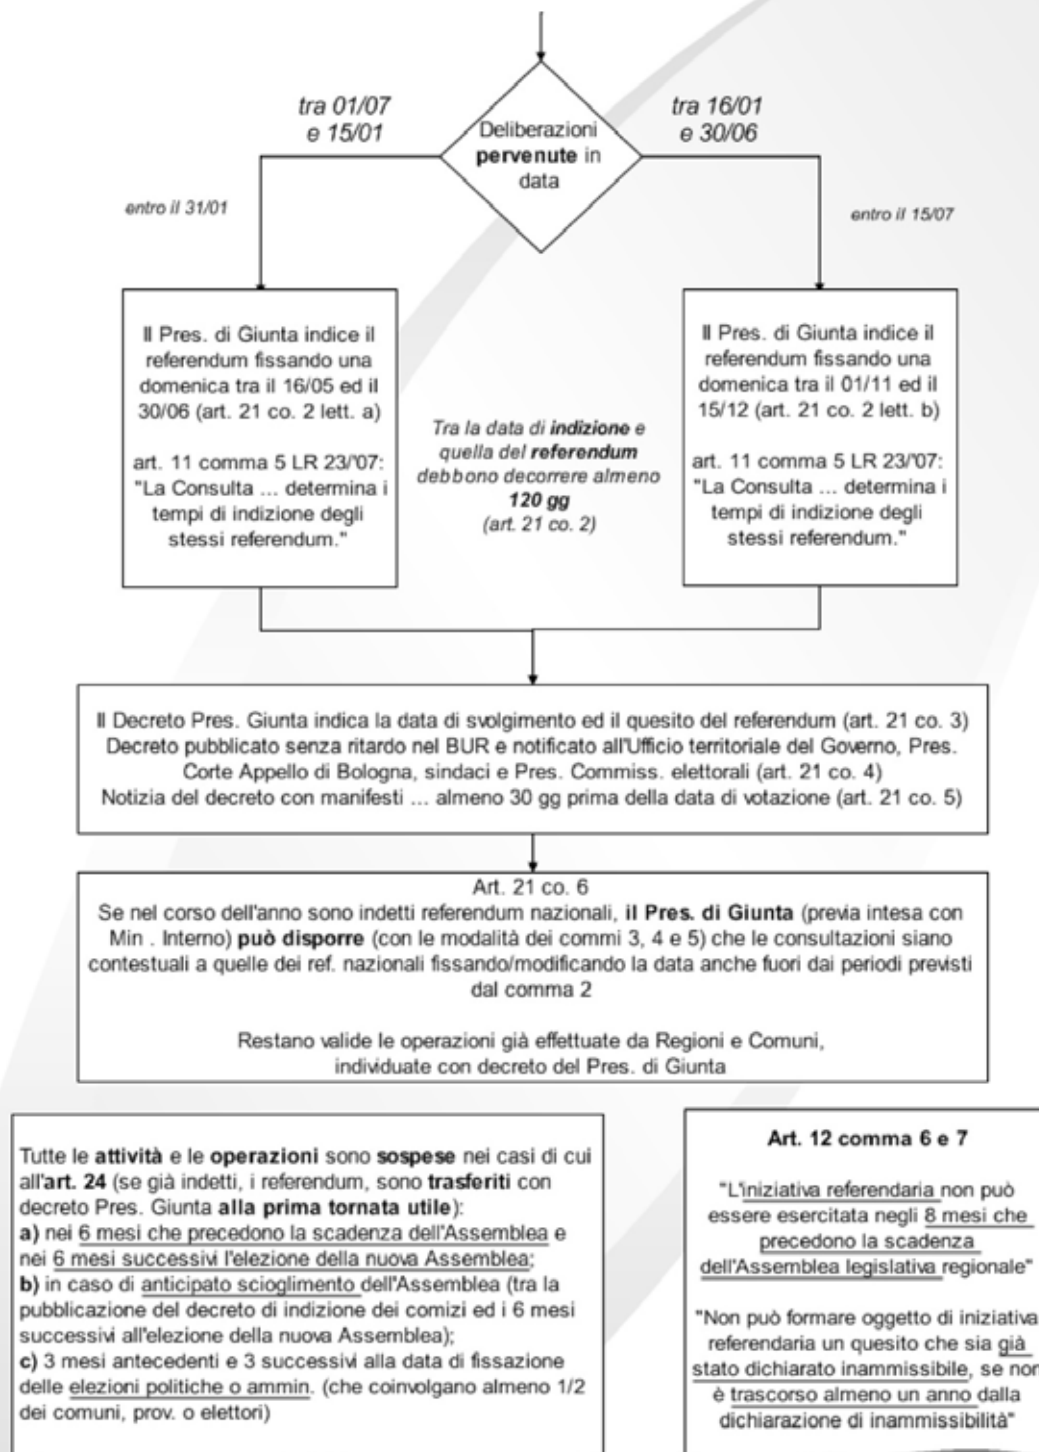 tra 01/07
e 15/01
tra 16/01
e 30/06
Deliberazioni
pervenute in
data
entro il 31/01
entro il 15/07
Il Pres. di Giunta indice il
referendum fissando una
domenica tra il 16/05 ed il
30/06 (art. 21 co. 2 lett. a)
art. 11 comma 5 LR 23/'07:
"La Consulta ... determina i
tempi di indizione degli
stessi referendum."
Tra la data di indizione e
quella del referendum
debbono decorrere almeno
120 gg
(art. 21 co. 2)
Il Pres. di Giunta indice il
referendum fissando una
domenica tra il 01/11 ed il
15/12 (art. 21 co. 2 lett. b)
art. 11 comma 5 LR 23/'07:
"La Consulta ... determina i
tempi di indizione degli
stessi referendum."
Il Decreto Pres. Giunta indica la data di svolgimento ed il quesito del referendum (art. 21 co. 3)
Decreto pubblicato senza ritardo nel BUR e notificato all'Ufficio territoriale del Governo, Pres.
Corte Appello di Bologna, sindaci e Pres. Commiss. elettorali (art. 21 co. 4)
Notizia del decreto con manifesti ... almeno 30 gg prima della data di votazione (art. 21 co. 5)
Art. 21 co. 6
Se nel corso dell'anno sono indetti referendum nazionali, il Pres. di Giunta (previa intesa con
Min . Interno) può disporre (con le modalità dei commi 3, 4 e 5) che le consultazioni siano
contestuali a quelle dei ref. nazionali fissando/modificando la data anche fuori dai periodi previsti
dal comma 2
Restano valide le operazioni già effettuate da Regioni e Comuni,
individuate con decreto del Pres. di Giunta
Tutte le attività e le operazioni sono sospese nei casi di cui
all'art. 24 (se già indetti, i referendum, sono trasferiti con
decreto Pres. Giunta alla prima tornata utile):
a) nei 6 mesi che precedono la scadenza dell'Assemblea e
nei 6 mesi successivi l'elezione della nuova Assemblea;
b) in caso di anticipato scioglimento dell'Assemblea (tra la
pubblicazione del decreto di indizione dei comizi ed i 6 mesi
successivi all'elezione della nuova Assemblea);
c) 3 mesi antecedenti e 3 successivi alla data di fissazione
delle elezioni politiche o ammin. (che coinvolgano almeno 1/2
dei comuni, prov. o elettori)
Art. 12 comma 6 e 7
"L'iniziativa referendaria non può
essere esercitata negli 8 mesi che
precedono la scadenza
dell'Assemblea legislativa regionale"
"Non può formare oggetto di iniziativa
referendaria un quesito che sia già
stato dichiarato inammissibile, se non
è trascorso almeno un anno dalla
dichiarazione di inammissibilità"